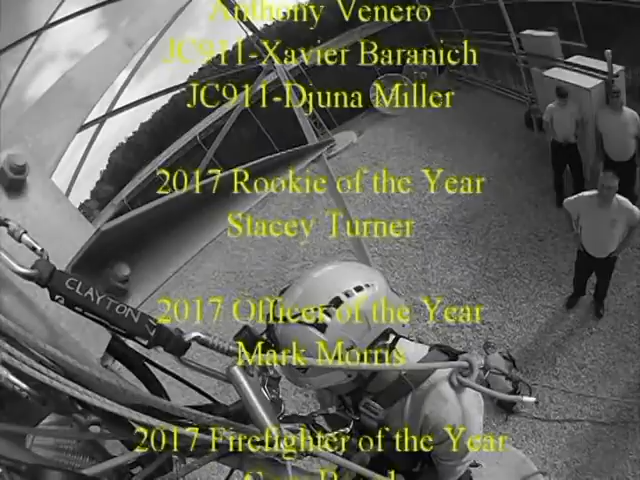 Anthony Venero
JC911-Xavier Baranich
JC911-Djuna Miller
2017 Rookie of the Year
Stacey Turner
CLAYTON
2017 Officer of the Year
Mark Morris
2017 Firefighter of the Year